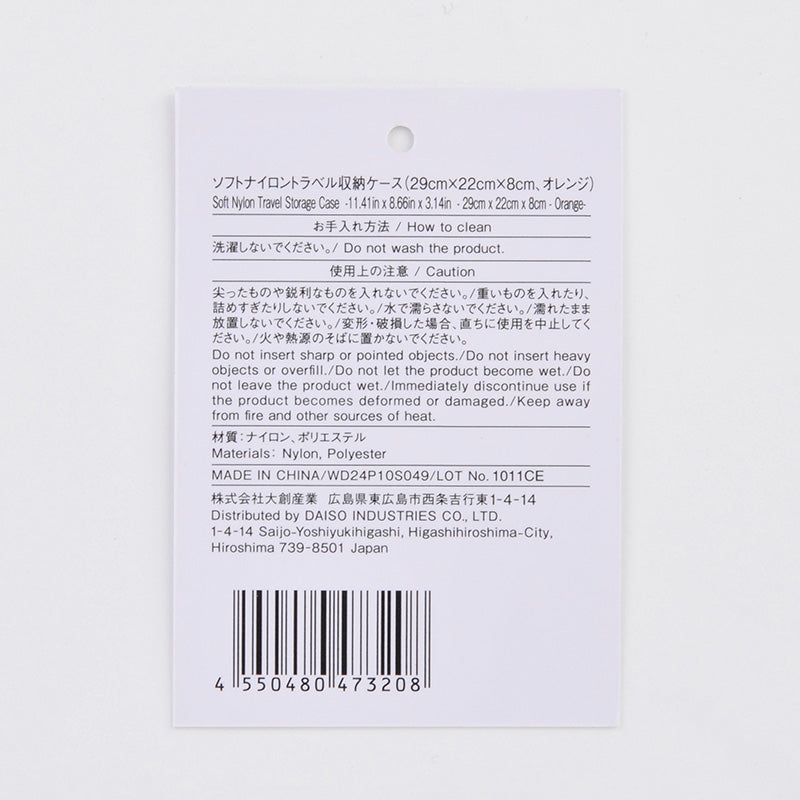 ソフトナイロントラベル収納ケース(29cm×22cm×8cm、オレンジ)
Soft Nylon Travel Storage Case -11.41in x 8.66in x 3.14in - 29cm x 22cm x 8cm - Orange-
お手入れ方法 / How to clean
洗濯しないでください。/ Do not wash the product.
使用上の注意 / Caution
尖ったものや鋭利なものを入れないでください。/重いものを入れたり、
詰めすぎたりしないでください。/水で濡らさないでください。/濡れたまま
放置しないでください。/変形・破損した場合、直ちに使用を中止してく
ださい。/火や熱源のそばに置かないでください。
Do not insert sharp or pointed objects./Do not insert heavy
objects or overfill./Do not let the product become wet./Do
not leave the product wet./Immediately discontinue use if
the product becomes deformed or damaged./Keep away
from fire and other sources of heat.
材質:ナイロン、ポリエステル
Materials: Nylon, Polyester
MADE IN CHINA/WD24P10S049/LOT No. 1011CE
株式会社大創産業 広島県東広島市西条吉行東1-4-14
Distributed by DAISO INDUSTRIES CO., LTD.
1-4-14 Saijo-Yoshiyukihigashi, Higashihiroshima-City,
Hiroshima 739-8501 Japan
4 550480 473208